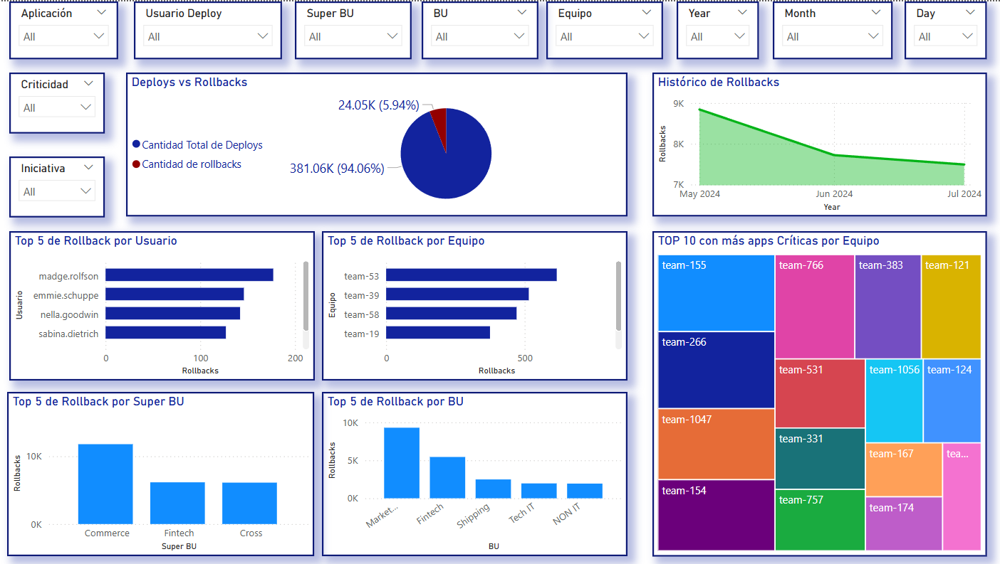 Aplicación
All
Usuario Deploy
All
Super BU
All
BU
All
Equipo
All
Year
All
Month
All
Day
All
Criticidad
All
Iniciativa
All
Deploys vs Rollbacks
24.05K (5.94%)
381.06K (94.06%)
Cantidad Total de Deploys
Cantidad de rollbacks
Histórico de Rollbacks
Rollbacks
9K
8K
7K
May 2024
Jun 2024
Jul 2024
Year
Top 5 de Rollback por Usuario
Usuario
madge.rolfson
emmie.schuppe
nella.goodwin
sabina.dietrich
0
100
200
Rollbacks
Top 5 de Rollback por Equipo
Equipo
team-53
team-39
team-58
team-19
0
500
Rollbacks
TOP 10 con más apps Críticas por Equipo
team-155
team-266
team-1047
team-154
team-766
team-383
team-121
team-531
team-331
team-757
team-1056
team-124
team-167
team-174
tea...
Top 5 de Rollback por Super BU
Rollbacks
10K
0K
Commerce
Fintech
Cross
Super BU
Top 5 de Rollback por BU
Rollbacks
10K
5K
0K
Market...
Fintech
Shipping
Tech IT
NON IT
BU